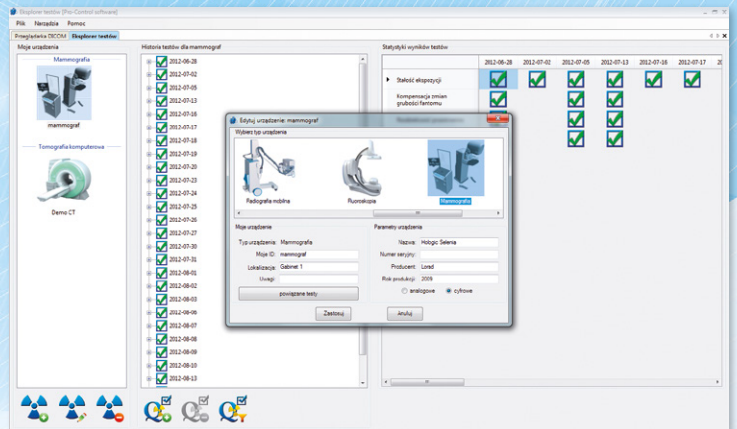 Eksplorer testów [Pro-Control software]
Plik Narzędzia Pomoc
Przeglądarka DICOM Eksplorer testów
Moje urządzenia
Mammografia
mammograf
Tomografia komputerowa
Demo CT
Historia testów dla mammograf
2012-06-28
2012-07-02
2012-07-05
2012-07-13
2012-07-16
2012-07-17
2012-07-18
2012-07-19
2012-07-20
2012-07-23
2012-07-24
2012-07-25
2012-07-26
2012-07-27
2012-07-30
2012-07-31
2012-08-01
2012-08-02
2012-08-03
2012-08-06
2012-08-07
2012-08-08
2012-08-09
2012-08-10
2012-08-13
Statystyki wyników testów
2012-06-28 2012-07-02 2012-07-05 2012-07-13 2012-07-16 2012-07-17
Stałość ekspozycji
Kompensacja zmian
grubości fantomu
Edytuj urządzenie: mammograf
Wybierz typ urządzenia
Radiografia mobilna Fluoroskopia Mammografia
Moje urządzenie
Typ urządzenia: Mammografia
Moje ID: mammograf
Lokalizacja: Gabinet 1
Uwagi:
powiązane testy
Parametry urządzenia
Nazwa: Hologic Selenia
Numer seryjny:
Producent: Lorad
Rok produkcji: 2009
analogowe cyfrowe
Zastosuj Anuluj